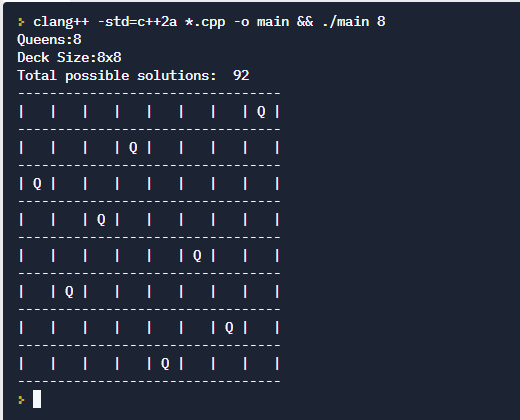 > clang++ -std=c++2a *.cpp -o main && ./main 8
Queens:8
Deck Size:8x8
Total possible solutions:  92
---------------------------------
|   |   |   |   |   |   |   | Q |
---------------------------------
|   |   |   | Q |   |   |   |   |
---------------------------------
| Q |   |   |   |   |   |   |   |
---------------------------------
|   |   | Q |   |   |   |   |   |
---------------------------------
|   |   |   |   |   | Q |   |   |
---------------------------------
|   | Q |   |   |   |   |   |   |
---------------------------------
|   |   |   |   |   |   | Q |   |
---------------------------------
|   |   |   |   | Q |   |   |   |
---------------------------------
>